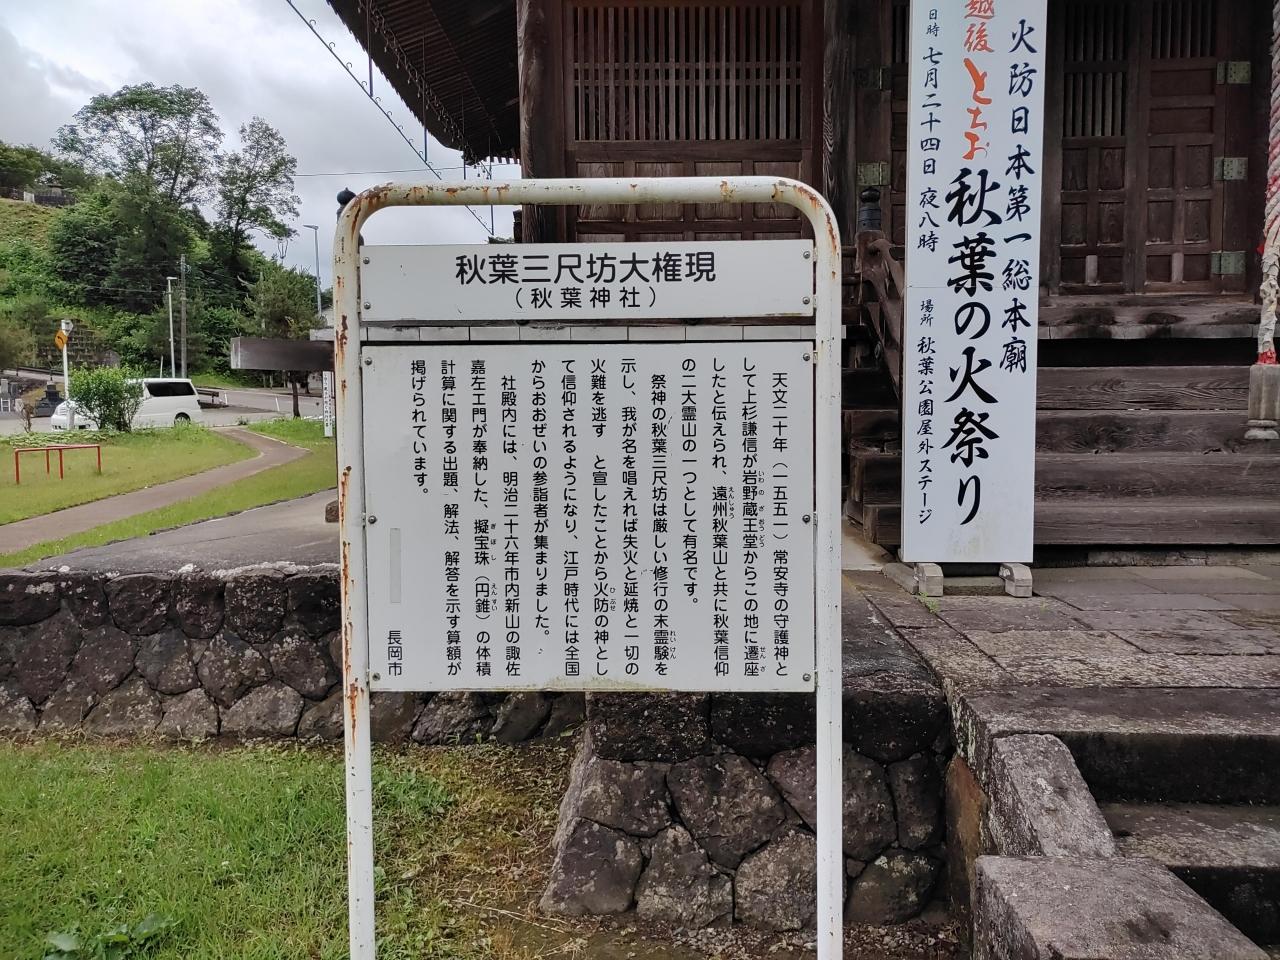 秋葉三尺坊大権現
（秋葉神社）
天文二十年（一五五一）常安寺の守護神と
して上杉謙信が岩野蔵王堂からこの地に遷座
したと伝えられ、遠州秋葉山と共に秋葉信仰
の二大霊山の一つとして有名です。
祭神の秋葉三尺坊は厳しい修行の末霊験を
示し、我が名を唱えれば失火と延焼と一切の
火難を逃す　と宣したことから火防の神とし
て信仰されるようになり、江戸時代には全国
からおおぜいの参詣者が集まりました。
社殿内には、明治二十六年市内新山の諏佐
嘉左エ門が奉納した、擬宝珠（円錐）の体積
計算に関する出題、解法、解答を示す算額が
掲げられています。
長岡市
火防日本第一総本廟
越後とちお秋葉の火祭り
日時 七月二十四日 夜八時
場所 秋葉公園屋外ステージ